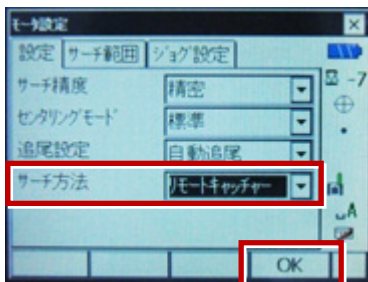 モータ設定
設定 サーチ範囲 ジョグ設定
サーチ精度 精密
センタリングモード 標準
追尾設定 自動追尾
サーチ方法 リモートキャッチャー
-7
A
OK